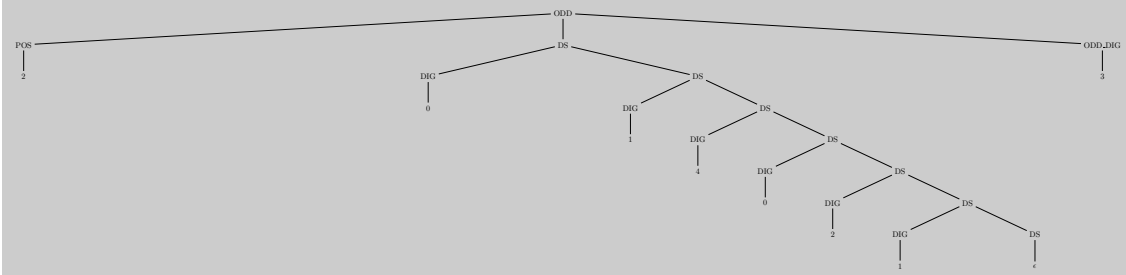 ODD
POS DS ODD_DIG
2 DIG DS 3
0 DIG DS
1 DIG DS
4 DIG DS
0 DIG DS
2 DIG DS
1 ϵ